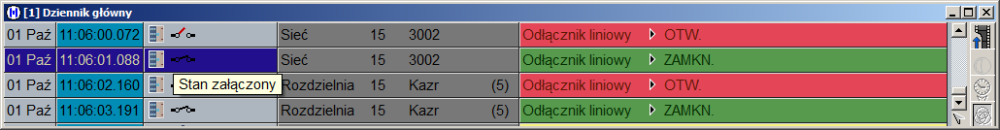 [1] Dziennik główny
01 Paź 11:06:00.072 Sieć 15 3002 Odłącznik liniowy OTW.
01 Paź 11:06:01.088 Sieć 15 3002 Odłącznik liniowy ZAMKN.
01 Paź 11:06:02.160 Rozdzielnia 15 Kazr (5) Odłącznik liniowy OTW.
Stan załączony
01 Paź 11:06:03.191 Rozdzielnia 15 Kazr (5) Odłącznik liniowy ZAMKN.